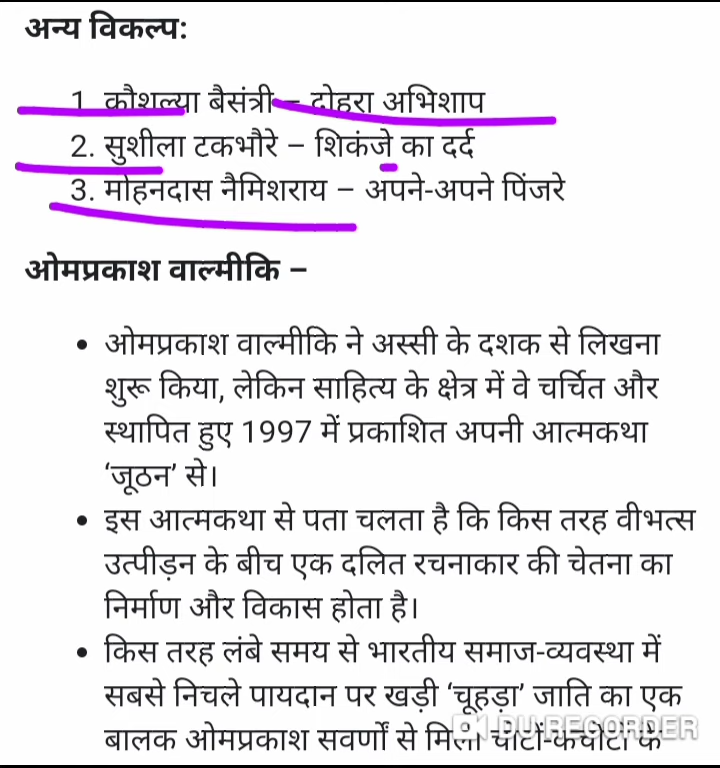 अन्य विकल्प:
1. कौशल्या बैसंत्री – दोहरा अभिशाप
2. सुशीला टकभौरे – शिकंजे का दर्द
3. मोहनदास नैमिशराय – अपने-अपने पिंजरे
ओमप्रकाश वाल्मीकि –
• ओमप्रकाश वाल्मीकि ने अस्सी के दशक से लिखना
शुरू किया, लेकिन साहित्य के क्षेत्र में वे चर्चित और
स्थापित हुए 1997 में प्रकाशित अपनी आत्मकथा
‘जूठन’ से।
• इस आत्मकथा से पता चलता है कि किस तरह वीभत्स
उत्पीड़न के बीच एक दलित रचनाकार की चेतना का
निर्माण और विकास होता है।
• किस तरह लंबे समय से भारतीय समाज-व्यवस्था में
सबसे निचले पायदान पर खड़ी ‘चूहड़ा’ जाति का एक
बालक ओमप्रकाश सवर्णों से मिली चोटों-कचोटों के
DU RECORDER